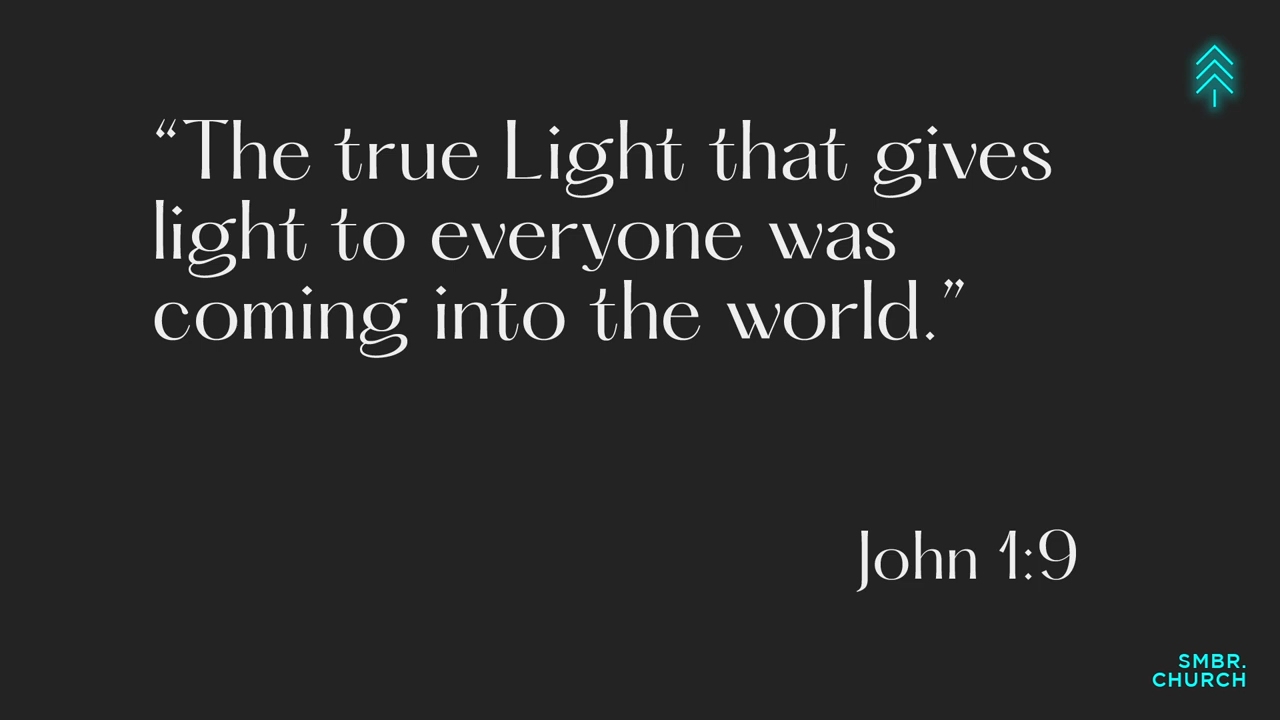 “The true Light that gives
light to everyone was
coming into the world.”
John 1:9
SMBR.
CHURCH